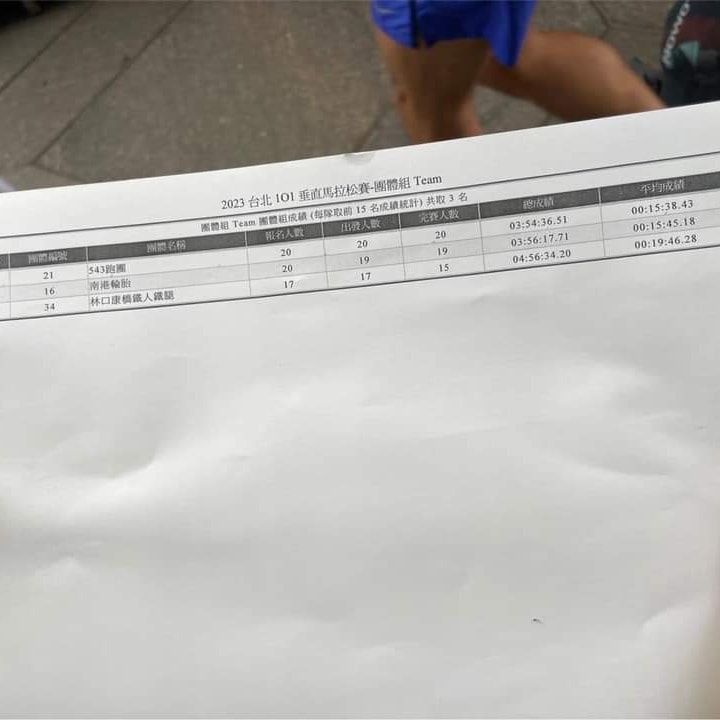 2023 台北 101 垂直馬拉松賽-團體組 Team
團體組 Team 團體組成績 (每隊取前 15 名成績統計) 共取 3 名
團體編號 團體名稱 報名人數 出發人數 完賽人數 總成績 平均成績
21 543跑團 20 20 20 03:54:36.51 00:15:38.43
16 南港輪胎 20 19 19 03:56:17.71 00:15:45.18
34 林口康橋鐵人鐵腿 17 17 15 04:56:34.20 00:19:46.28